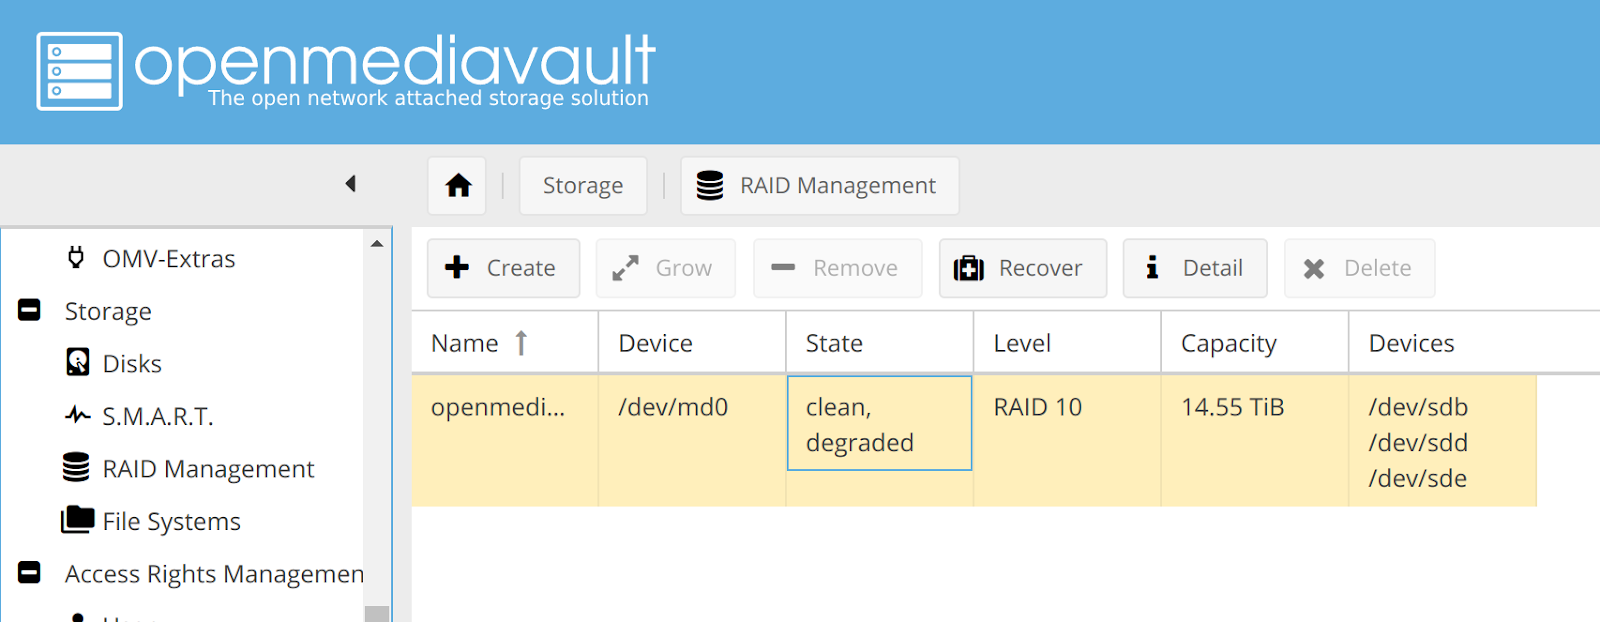 openmediavault
The open network attached storage solution
Storage
RAID Management
OMV-Extras
Storage
Disks
S.M.A.R.T.
RAID Management
File Systems
Access Rights Managemen
Create
Grow
Remove
Recover
Detail
Delete
Name
Device
State
Level
Capacity
Devices
openmedi...
/dev/md0
clean,
degraded
RAID 10
14.55 TiB
/dev/sdb
/dev/sdd
/dev/sde